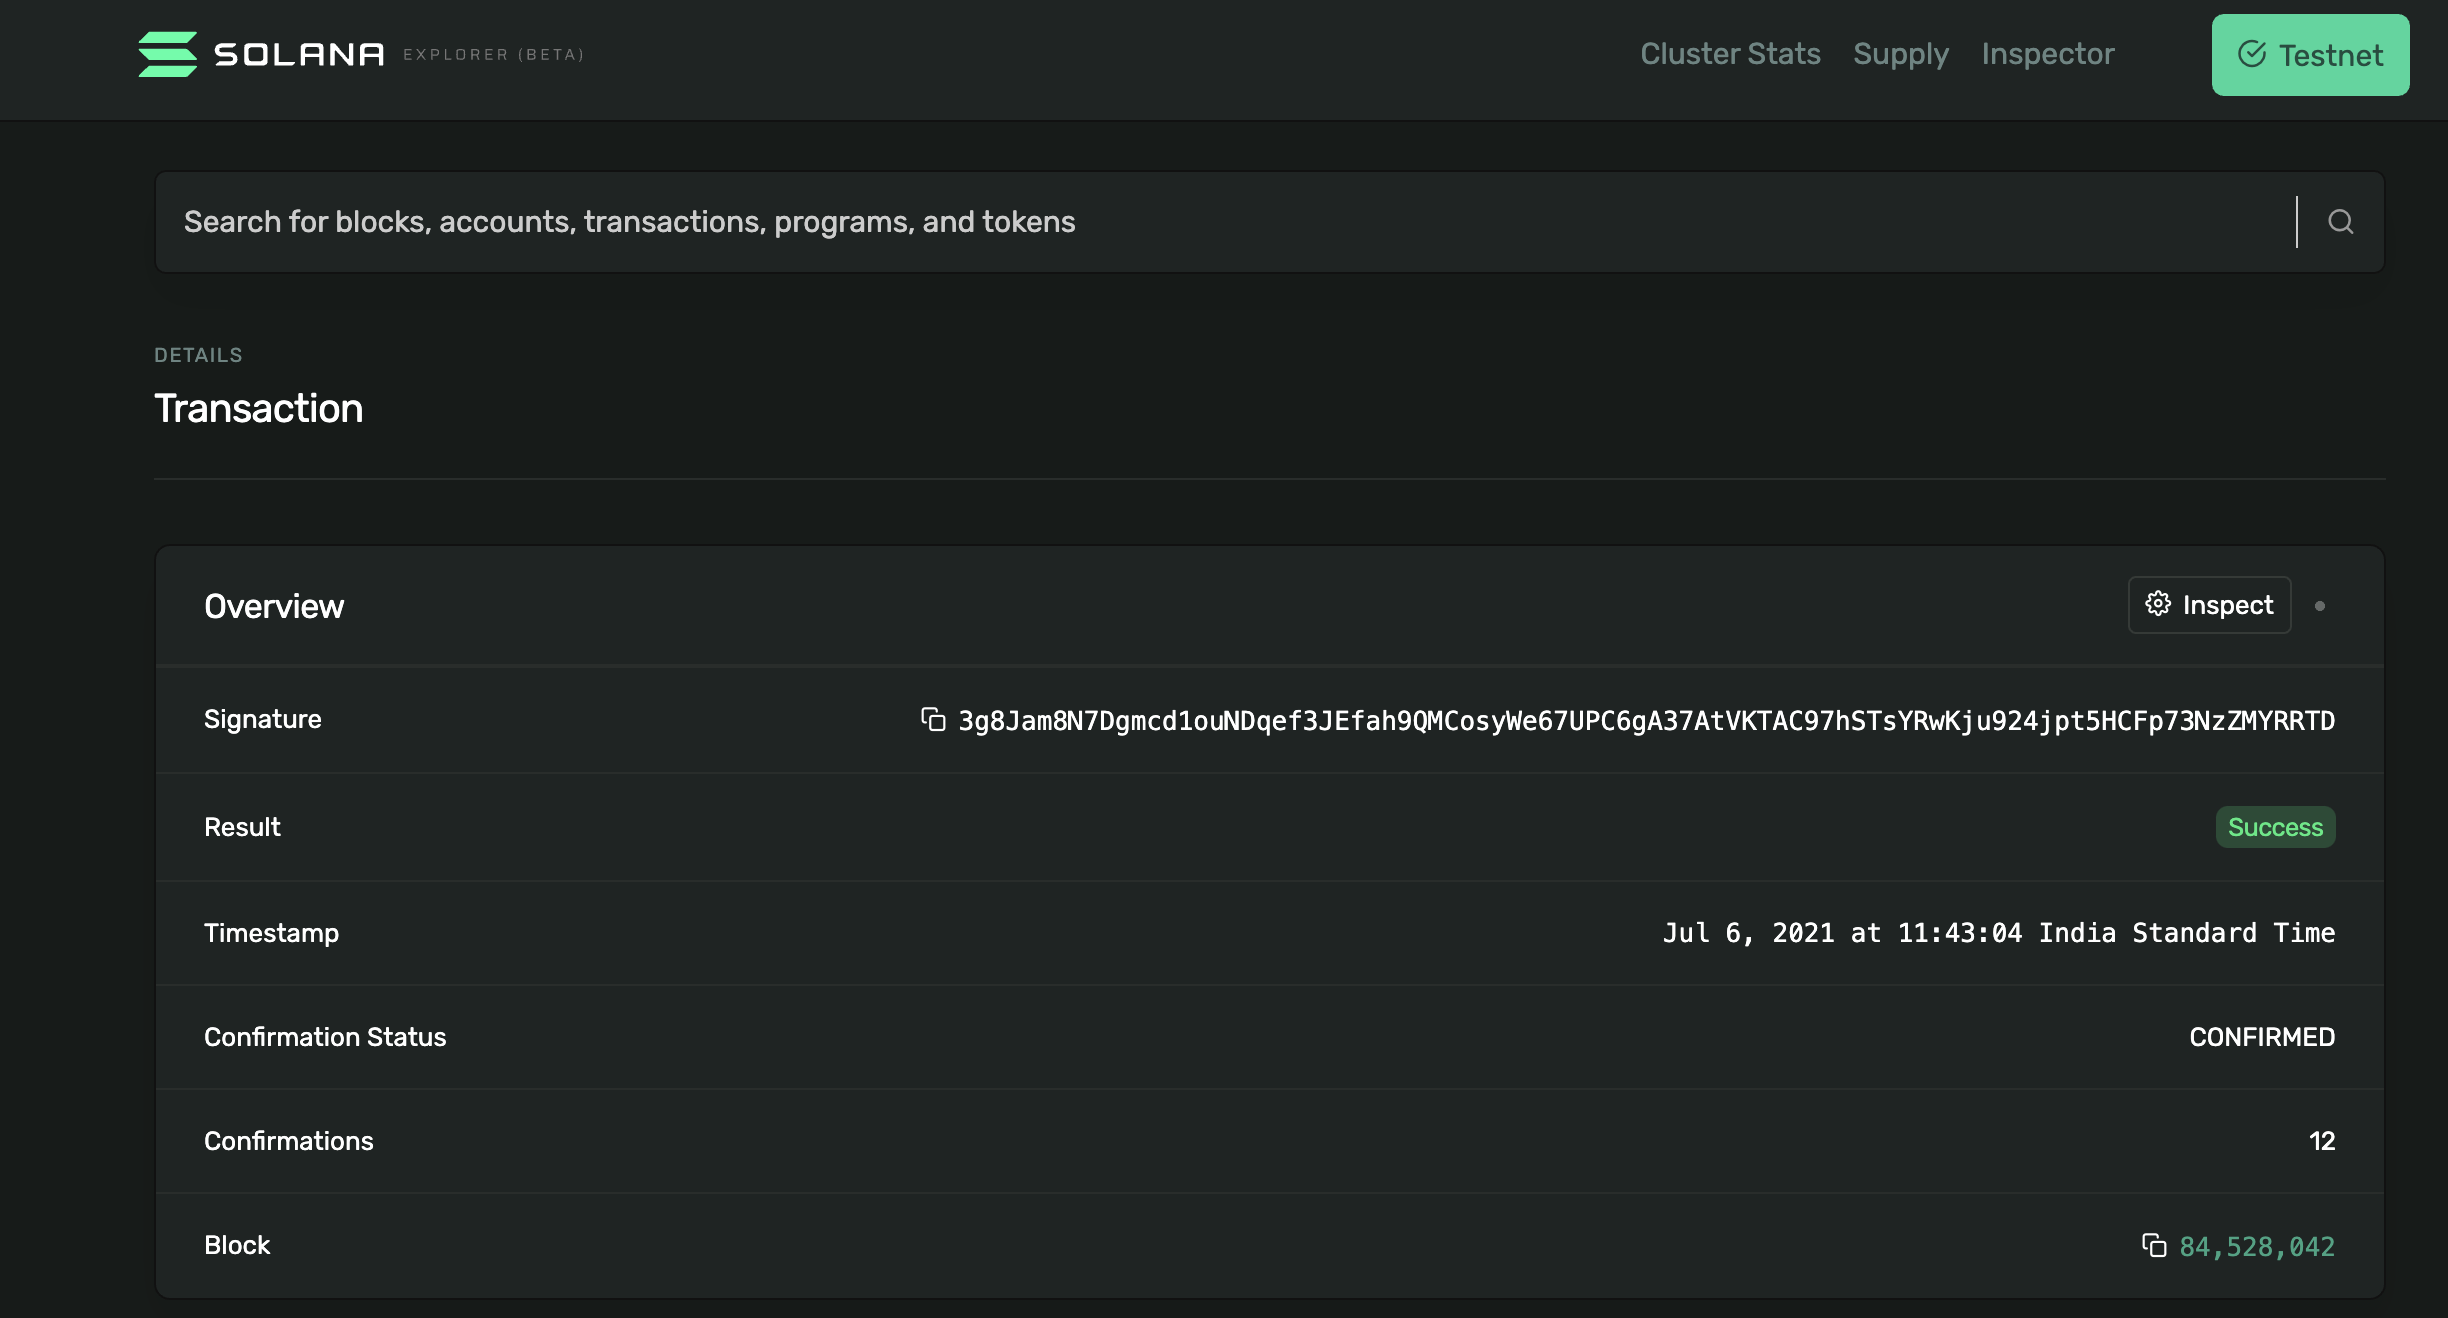 SOLANA EXPLORER (BETA)
Cluster Stats Supply Inspector Testnet
Search for blocks, accounts, transactions, programs, and tokens
DETAILS
Transaction
Overview Inspect
Signature 3g8Jam8N7Dgmcd1ouNDqef3JEfah9QMCosyWe67UPC6gA37AtVKTAC97hSTsYRwKju924jpt5HCFp73NzZMYRRTD
Result Success
Timestamp Jul 6, 2021 at 11:43:04 India Standard Time
Confirmation Status CONFIRMED
Confirmations 12
Block 84,528,042